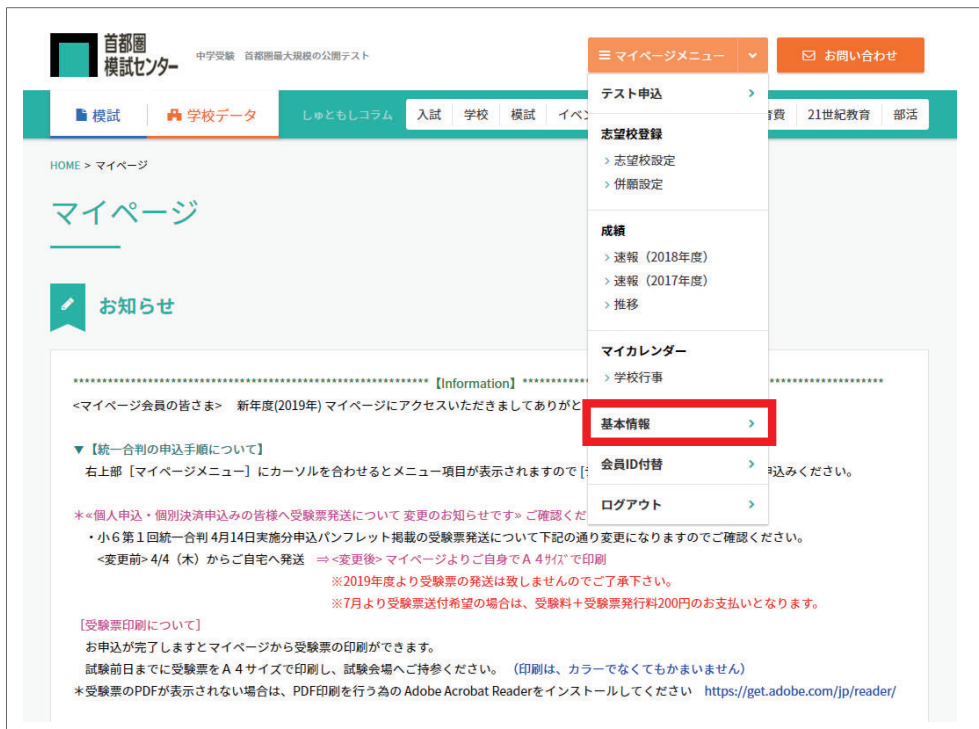 首都圏
模試センター
中学受験 首都圏最大規模の公開テスト
マイページメニュー
お問い合わせ
模試
学校データ
しゅともしコラム
入試 学校 模試 イベン
費 21世紀教育 部活
テスト申込
志望校登録
志望校設定
併願設定
成績
速報（2018年度）
速報（2017年度）
推移
マイカレンダー
学校行事
基本情報
会員ID付替
ログアウト
HOME > マイページ
マイページ
お知らせ
************************************************************** 【Information】 ***********
<マイページ会員の皆さま> 新年度(2019年) マイページにアクセスいただきましてありがと
▼【統一合判の申込手順について】
右上部［マイページメニュー］にカーソルを合わせるとメニュー項目が表示されますので [ 申込みください。
＊«個人申込・個別決済申込みの皆様へ受験票発送について 変更のお知らせです» ご確認くだ
・小６第１回統一合判 4月14日実施分申込パンフレット掲載の受験票発送について下記の通り変更になりますのでご確認ください。
<変更前> 4/4（木）からご自宅へ発送 ⇒ <変更後> マイページよりご自身でＡ４ｻｲｽﾞで印刷
※2019年度より受験票の発送は致しませんのでご了承下さい。
※7月より受験票送付希望の場合は、受験料＋受験票発行料200円のお支払いとなります。
［受験票印刷について］
お申込が完了しますとマイページから受験票の印刷ができます。
試験前日までに受験票をＡ４サイズで印刷し、試験会場へご持参ください。 （印刷は、カラーでなくてもかまいません）
＊受験票のPDFが表示されない場合は、PDF印刷を行う為の Adobe Acrobat Readerをインストールしてください https://get.adobe.com/jp/reader/